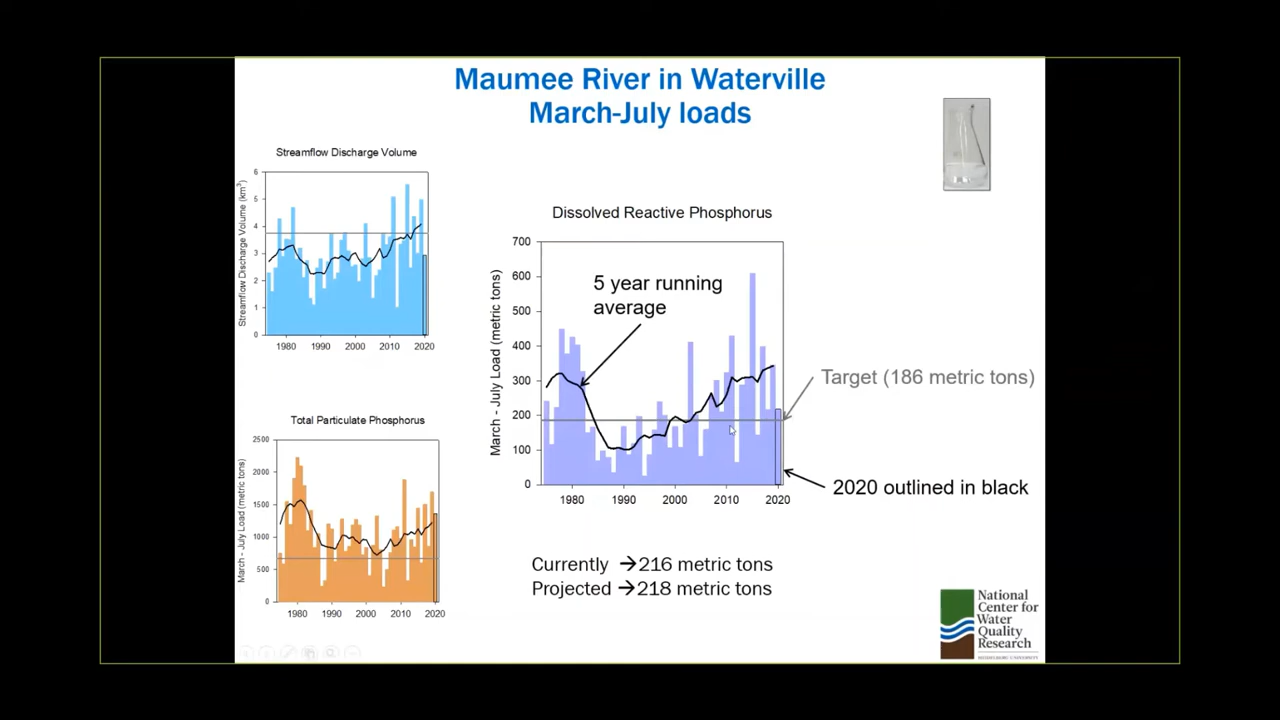 Maumee River in Waterville
March-July loads
Streamflow Discharge Volume
Streamflow Discharge Volume (km³)
6
5
4
3
2
1
0
1980 1990 2000 2010 2020
Total Particulate Phosphorus
March - July Load (metric tons)
2500
2000
1500
1000
500
0
1980 1990 2000 2010 2020
Dissolved Reactive Phosphorus
March - July Load (metric tons)
700
600
500
400
300
200
100
0
1980 1990 2000 2010 2020
5 year running
average
Target (186 metric tons)
2020 outlined in black
Currently →216 metric tons
Projected →218 metric tons
National
Center for
Water
Quality
Research